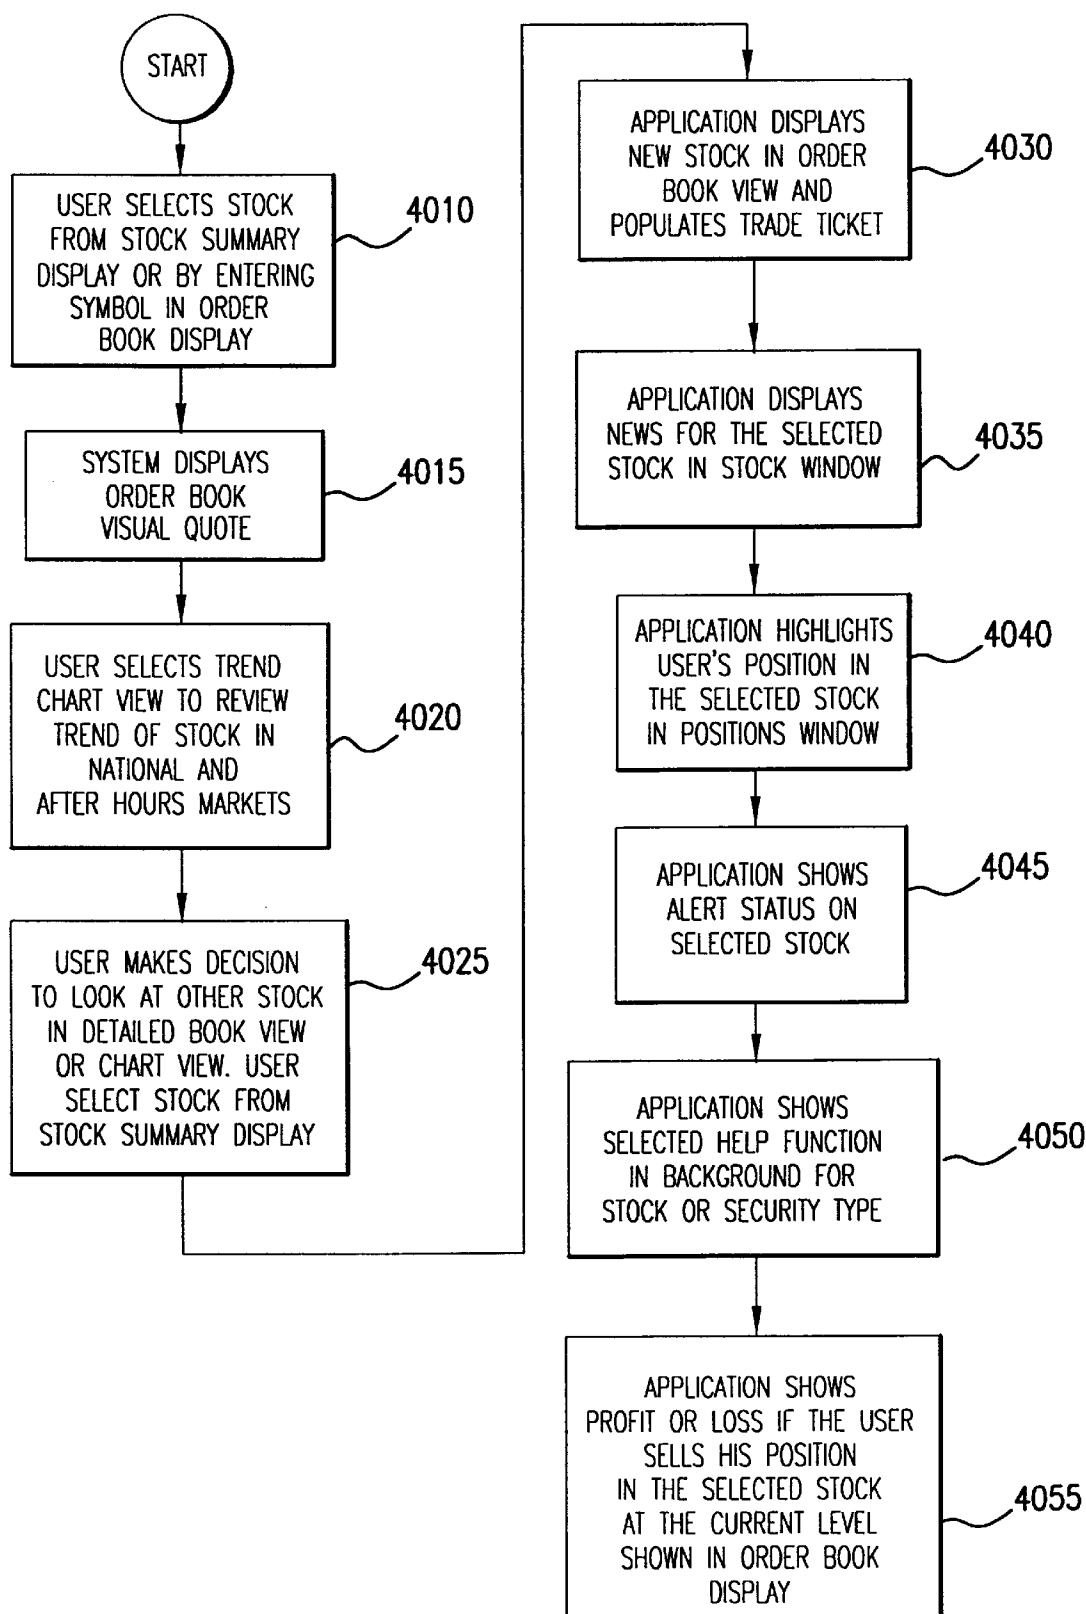 START
USER SELECTS STOCK
FROM STOCK SUMMARY
DISPLAY OR BY ENTERING
SYMBOL IN ORDER
BOOK DISPLAY
4010
SYSTEM DISPLAYS
ORDER BOOK
VISUAL QUOTE
4015
USER SELECTS TREND
CHART VIEW TO REVIEW
TREND OF STOCK IN
NATIONAL AND
AFTER HOURS MARKETS
4020
USER MAKES DECISION
TO LOOK AT OTHER STOCK
IN DETAILED BOOK VIEW
OR CHART VIEW. USER
SELECT STOCK FROM
STOCK SUMMARY DISPLAY
4025
APPLICATION DISPLAYS
NEW STOCK IN ORDER
BOOK VIEW AND
POPULATES TRADE TICKET
4030
APPLICATION DISPLAYS
NEWS FOR THE SELECTED
STOCK IN STOCK WINDOW
4035
APPLICATION HIGHLIGHTS
USER'S POSITION IN
THE SELECTED STOCK
IN POSITIONS WINDOW
4040
APPLICATION SHOWS
ALERT STATUS ON
SELECTED STOCK
4045
APPLICATION SHOWS
SELECTED HELP FUNCTION
IN BACKGROUND FOR
STOCK OR SECURITY TYPE
4050
APPLICATION SHOWS
PROFIT OR LOSS IF THE USER
SELLS HIS POSITION
IN THE SELECTED STOCK
AT THE CURRENT LEVEL
SHOWN IN ORDER BOOK
DISPLAY
4055